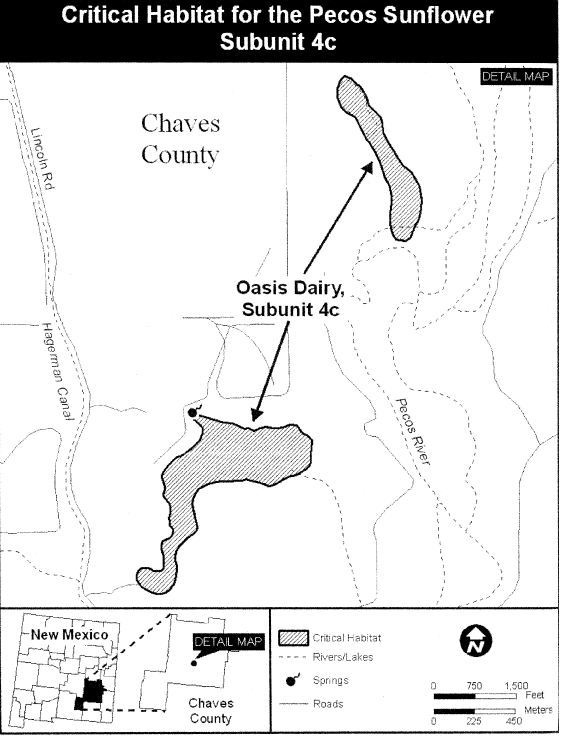 Critical Habitat for the Pecos Sunflower
Subunit 4c
DETAIL MAP
Chaves
County
Lincoln Rd
Oasis Dairy,
Subunit 4c
Hagerman Canal
Pecos River
New Mexico
DETAIL MAP
Chaves
County
Critical Habitat
Rivers/Lakes
Springs
Roads
N
0 750 1,500
Feet
Meters
0 225 450